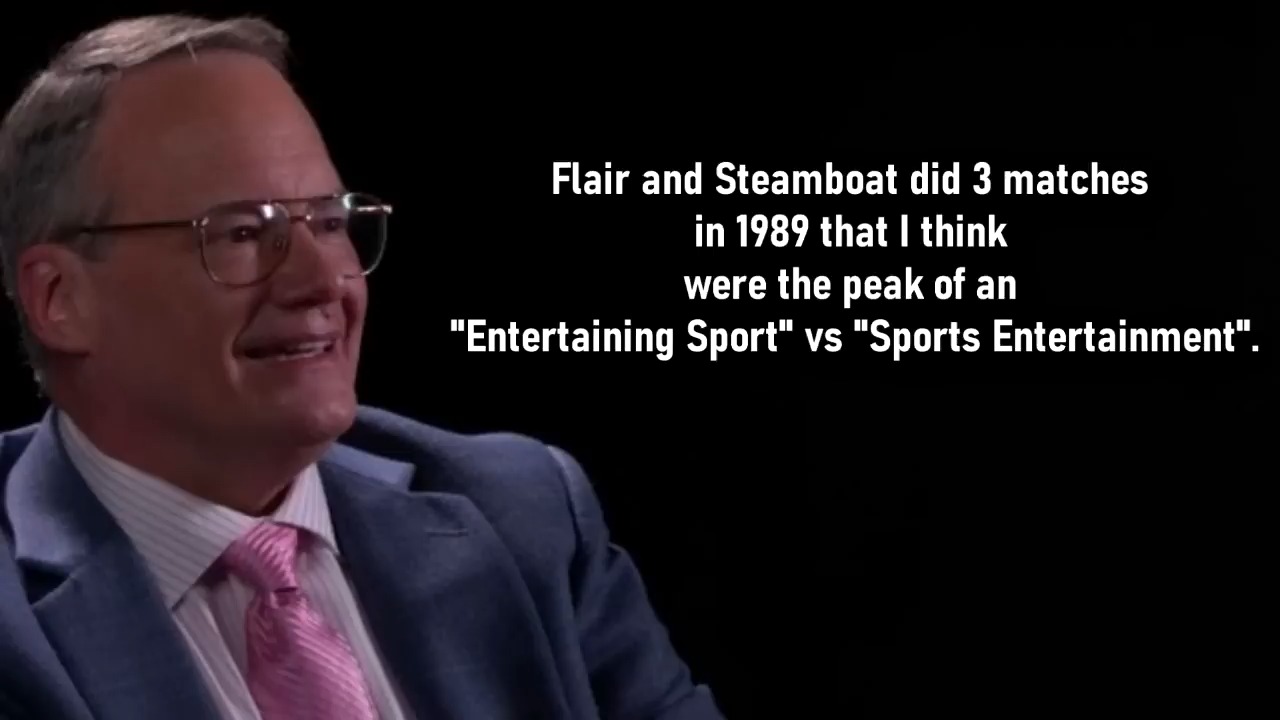 Flair and Steamboat did 3 matches
in 1989 that I think
were the peak of an
"Entertaining Sport" vs "Sports Entertainment".